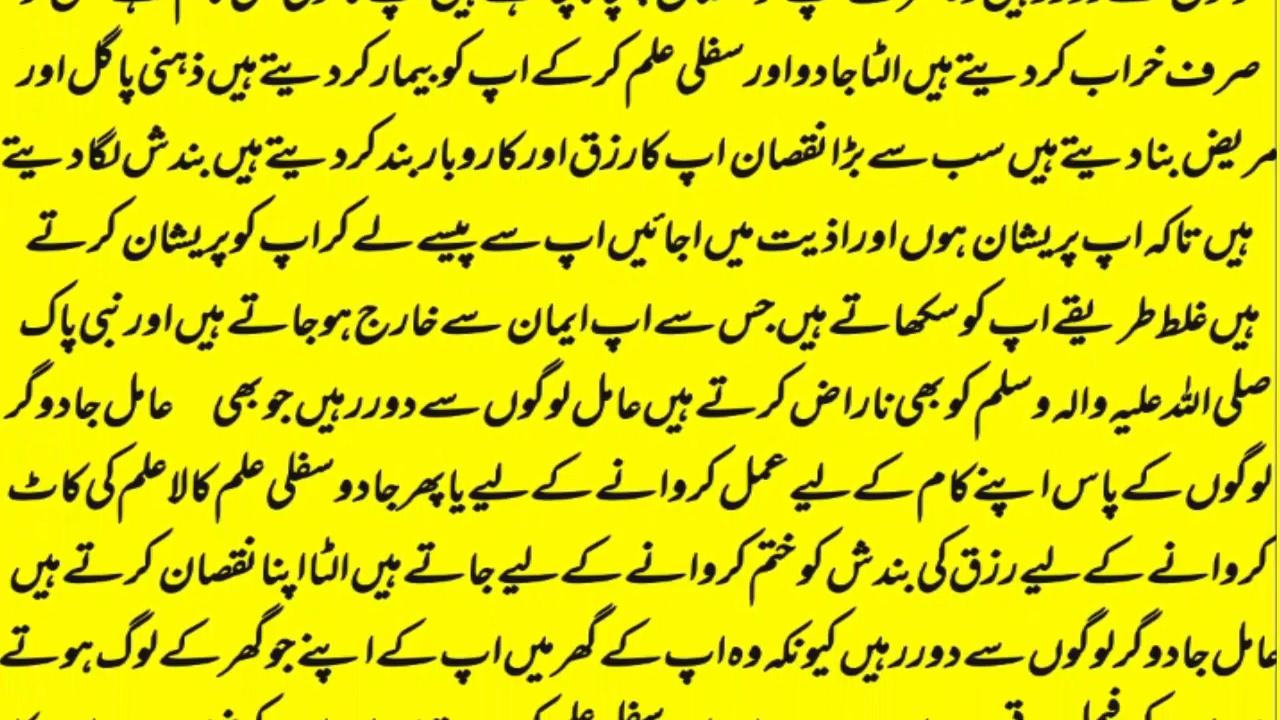 صرف خراب کر دیتے ہیں الٹا جادو اور سفلی علم کر کے اپ کو بیمار کر دیتے ہیں ذہنی پاگل اور
مریض بنا دیتے ہیں سب سے بڑا نقصان اپ کا رزق اور کاروبار بند کر دیتے ہیں بندش لگا دیتے
ہیں تاکہ اپ پریشان ہوں اور اذیت میں اجائیں اپ سے پیسے لے کر اپ کو پریشان کرتے
ہیں غلط طریقے اپ کو سکھاتے ہیں جس سے اپ ایمان سے خارج ہو جاتے ہیں اور نبی پاک
صلی اللہ علیہ والہ وسلم کو بھی ناراض کرتے ہیں عامل لوگوں سے دور رہیں جو بھی عامل جادوگر
لوگوں کے پاس اپنے کام کے لیے عمل کروانے کے لیے یا پھر جادو سفلی علم کالا علم کی کاٹ
کروانے کے لیے رزق کی بندش کو ختم کروانے کے لیے جاتے ہیں الٹا اپنا نقصان کرتے ہیں
عامل جادوگر لوگوں سے دور رہیں کیونکہ وہ اپ کے گھر میں اپ کے اپنے جو گھر کے لوگ ہوتے